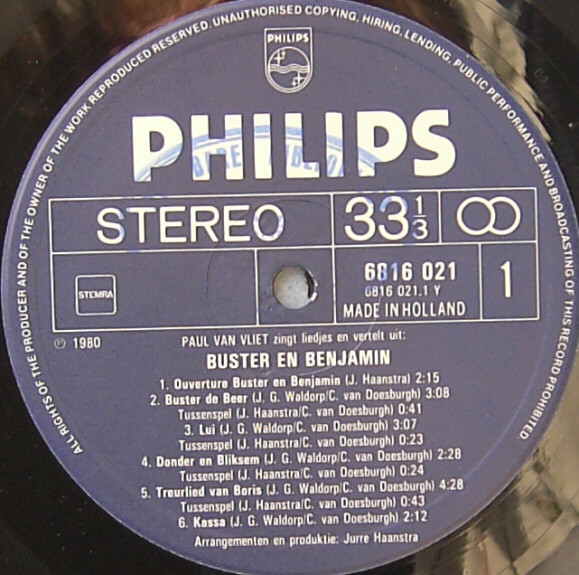 ALL RIGHTS OF THE PRODUCER AND OF THE OWNER OF THE WORK REPRODUCED RESERVED. UNAUTHORISED COPYING, HIRING, LENDING, PUBLIC PERFORMANCE AND BROADCASTING OF THIS RECORD PROHIBITED.
PHILIPS
PHILIPS
STEREO 33 1/3
STEMRA 6816 021 1
6816 021.1 Y
MADE IN HOLLAND
℗ 1980 PAUL VAN VLIET zingt liedjes en vertelt uit:
BUSTER EN BENJAMIN
1. Ouverture Buster en Benjamin (J. Haanstra) 2:15
2. Buster de Beer (J. G. Waldorp/C. van Doesburgh) 3:08
Tussenspel (J. Haanstra/C. van Doesburgh) 0:41
3. Lui (J. G. Waldorp/C. van Doesburgh) 3:07
Tussenspel (J. Haanstra/C. van Doesburgh) 0:23
4. Donder en Bliksem (J. G. Waldorp/C. van Doesburgh) 2:28
Tussenspel (J. Haanstra/C. van Doesburgh) 0:24
5. Treurlied van Boris (J. G. Waldorp/C. van Doesburgh) 4:28
Tussenspel (J. Haanstra/C. van Doesburgh) 0:43
6. Kassa (J. G. Waldorp/C. van Doesburgh) 2:12
Arrangementen en produktie: Jurre Haanstra